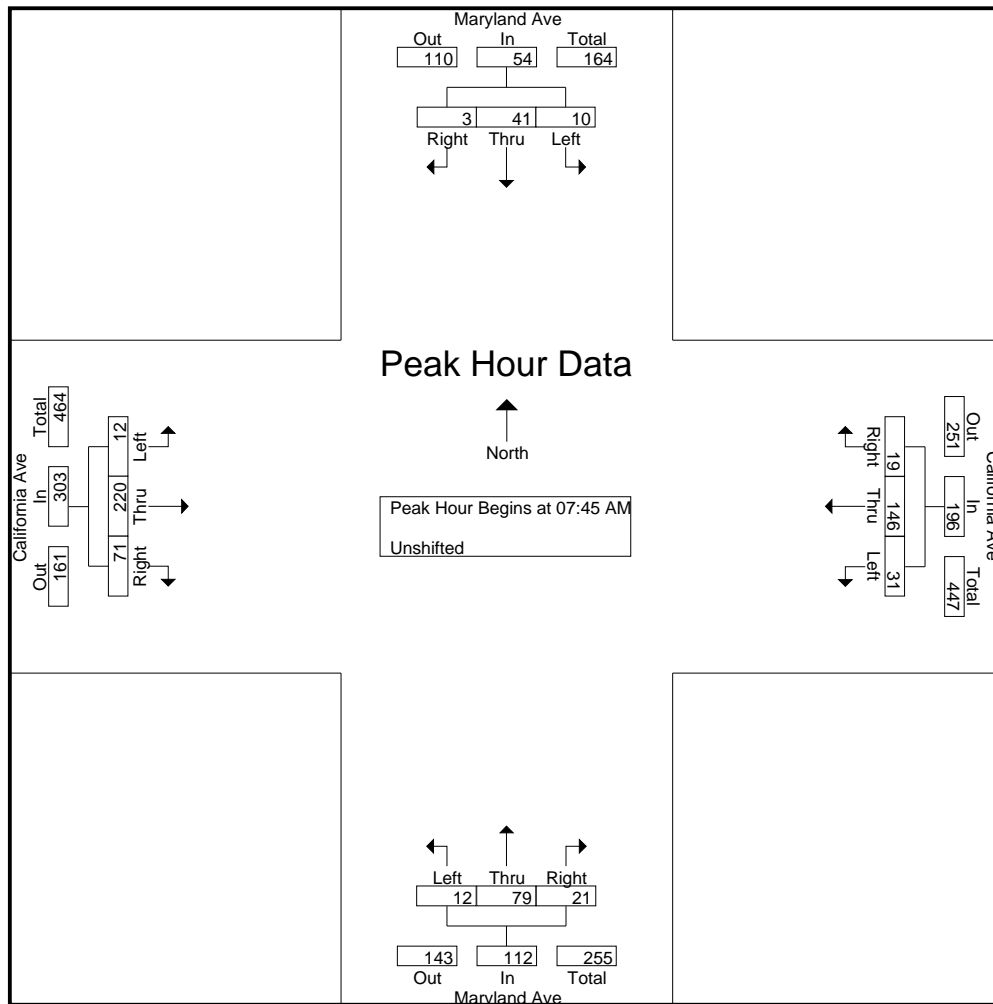 Maryland Ave
Out In Total
110 54 164
3 41 10
Right Thru Left
Peak Hour Data
North
Peak Hour Begins at 07:45 AM
Unshifted
California Ave
Out In Total
161 303 464
71 220 12
Right Thru Left
California Ave
Out In Total
251 196 447
19 146 31
Right Thru Left
Left Thru Right
12 79 21
143 112 255
Out In Total
Maryland Ave